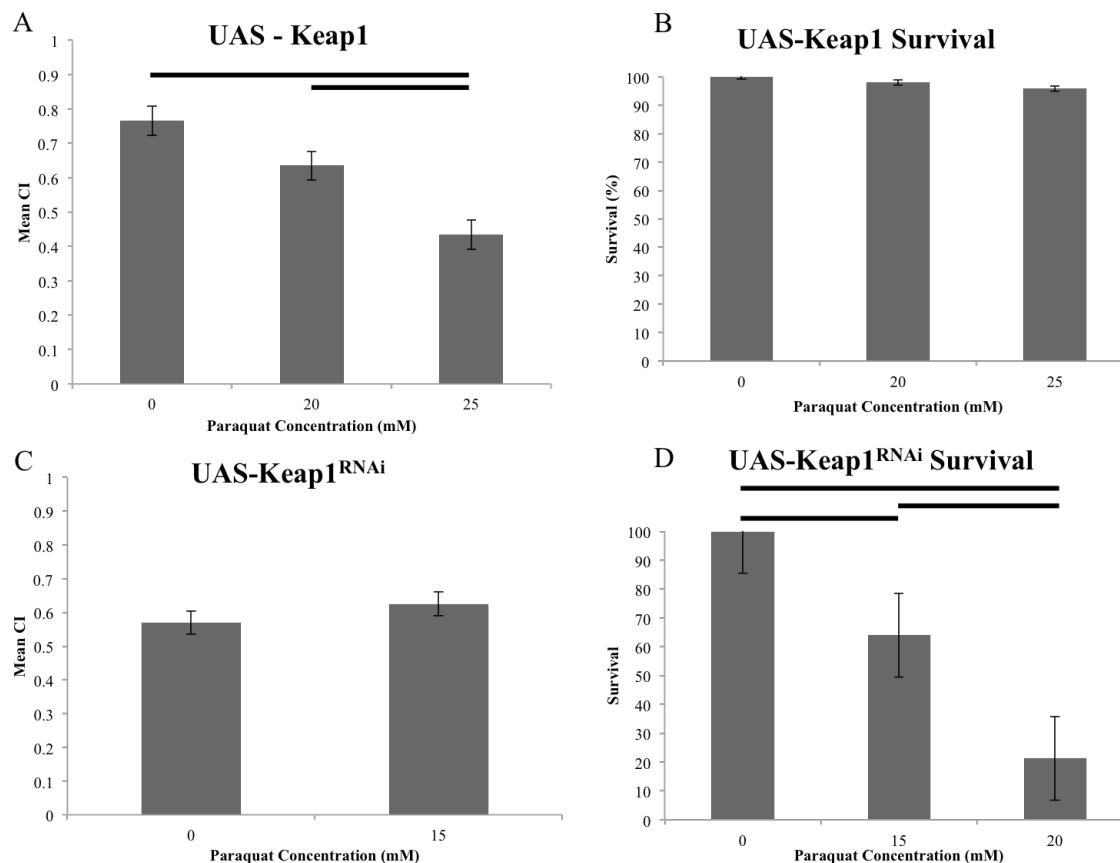 A
UAS - Keap1
1
0.9
0.8
0.7
0.6
0.5
0.4
0.3
0.2
0.1
0
Mean CI
0 20 25
Paraquat Concentration (mM)
B
UAS-Keap1 Survival
100
90
80
70
60
50
40
30
20
10
0
Survival (%)
0 20 25
Paraquat Concentration (mM)
C
UAS-Keap1RNAi
1
0.9
0.8
0.7
0.6
0.5
0.4
0.3
0.2
0.1
0
Mean CI
0 15
Paraquat Concentration (mM)
D
UAS-Keap1RNAi Survival
100
90
80
70
60
50
40
30
20
10
0
Survival
0 15 20
Paraquat Concentration (mM)